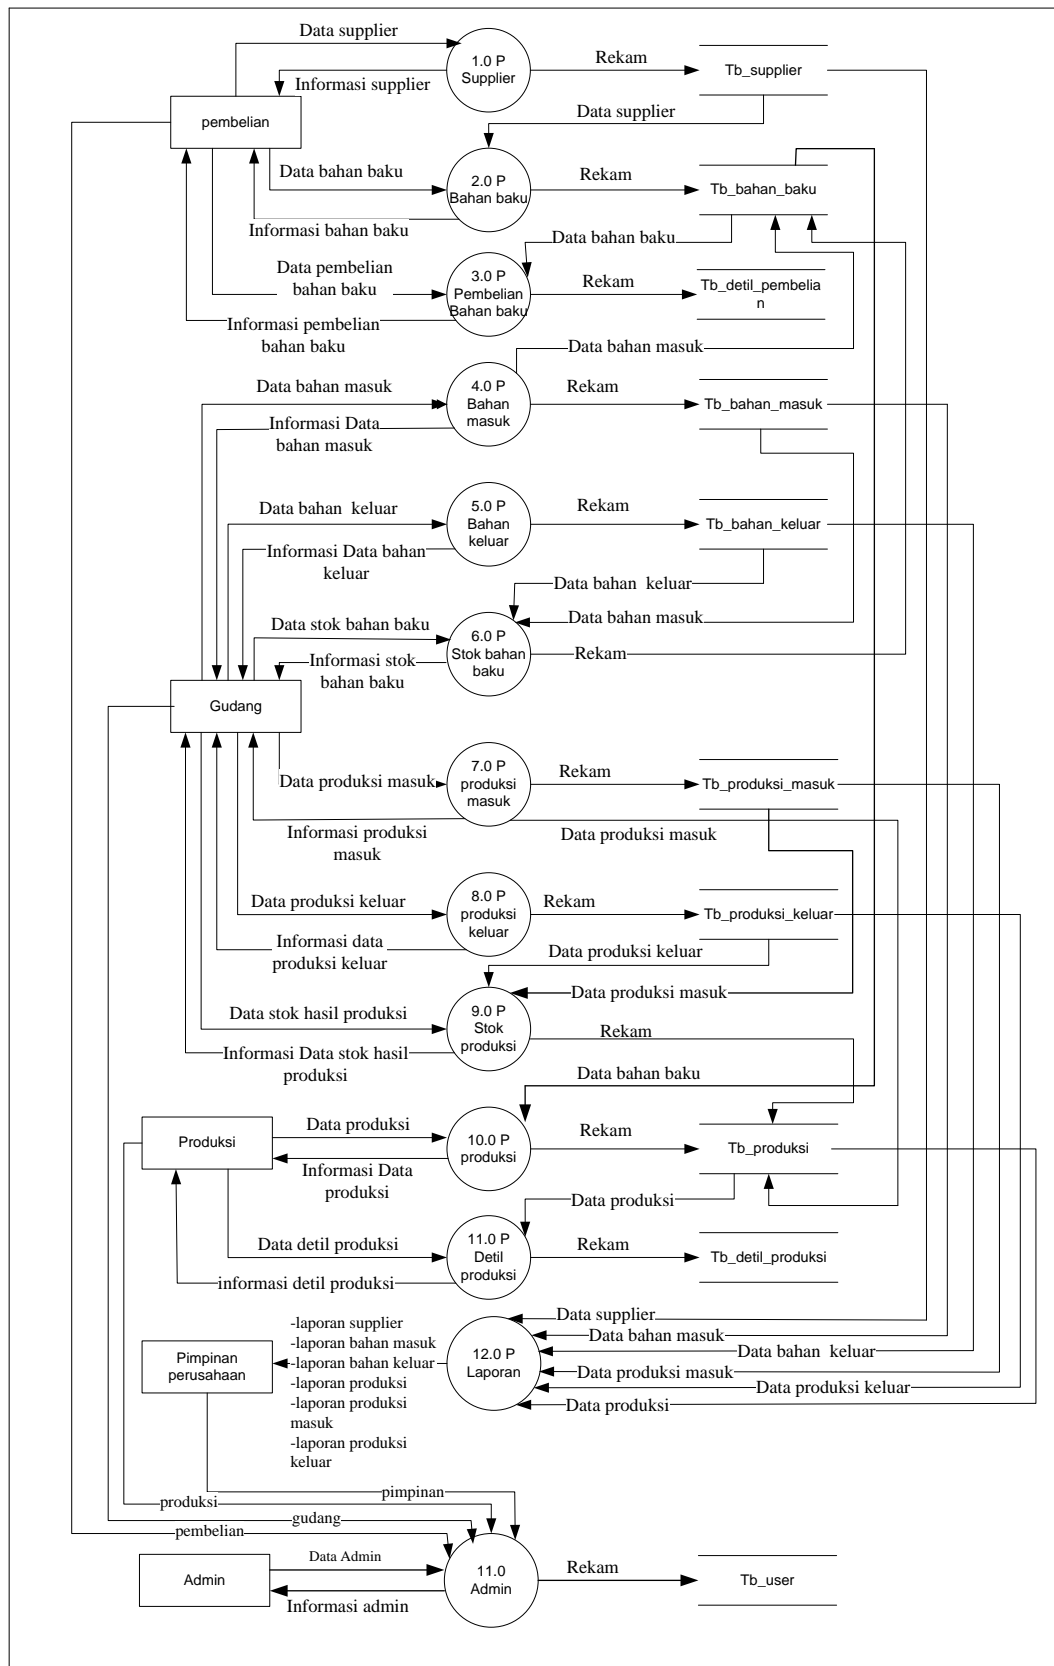 Data supplier
1.0 P
Supplier
Rekam
Tb_supplier
Informasi supplier
Data supplier
pembelian
Data bahan baku
2.0 P
Bahan baku
Rekam
Tb_bahan_baku
Informasi bahan baku
Data bahan baku
Data pembelian
bahan baku
3.0 P
Pembelian
Bahan baku
Rekam
Tb_detil_pembelia
n
Informasi pembelian
bahan baku
Data bahan masuk
Data bahan masuk
4.0 P
Bahan
masuk
Rekam
Tb_bahan_masuk
Informasi Data
bahan masuk
Data bahan keluar
5.0 P
Bahan
keluar
Rekam
Tb_bahan_keluar
Informasi Data bahan
keluar
Data bahan keluar
Data bahan masuk
Data stok bahan baku
6.0 P
Stok bahan
baku
Rekam
Informasi stok
bahan baku
Gudang
Data produksi masuk
7.0 P
produksi
masuk
Rekam
Tb_produksi_masuk
Informasi produksi
masuk
Data produksi masuk
Data produksi keluar
8.0 P
produksi
keluar
Rekam
Tb_produksi_keluar
Informasi data
produksi keluar
Data produksi keluar
Data produksi masuk
Data stok hasil produksi
9.0 P
Stok
produksi
Rekam
Informasi Data stok hasil
produksi
Data bahan baku
Produksi
Data produksi
10.0 P
produksi
Rekam
Tb_produksi
Informasi Data
produksi
Data produksi
Data detil produksi
11.0 P
Detil
produksi
Rekam
Tb_detil_produksi
informasi detil produksi
Data supplier
Data bahan masuk
Data bahan keluar
Data produksi masuk
Data produksi keluar
Data produksi
12.0 P
Laporan
-laporan supplier
-laporan bahan masuk
-laporan bahan keluar
-laporan produksi
-laporan produksi
masuk
-laporan produksi
keluar
Pimpinan
perusahaan
pimpinan
produksi
gudang
pembelian
Admin
Data Admin
11.0
Admin
Rekam
Tb_user
Informasi admin